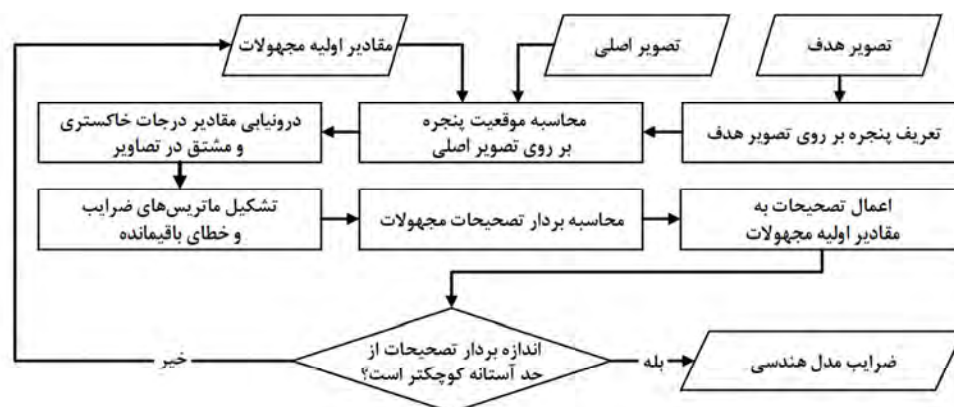 تصویر هدف
تصویر اصلی
مقادیر اولیه مجهولات
تعریف پنجره بر روی تصویر هدف
محاسبه موقعیت پنجره
بر روی تصویر اصلی
درونیابی مقادیر درجات خاکستری
و مشتق در تصاویر
تشکیل ماتریس‌های ضرایب
و خطای باقیمانده
محاسبه بردار تصحیحات مجهولات
اعمال تصحیحات به
مقادیر اولیه مجهولات
اندازه بردار تصحیحات از
حد آستانه کوچکتر است؟
خیر
بله
ضرایب مدل هندسی